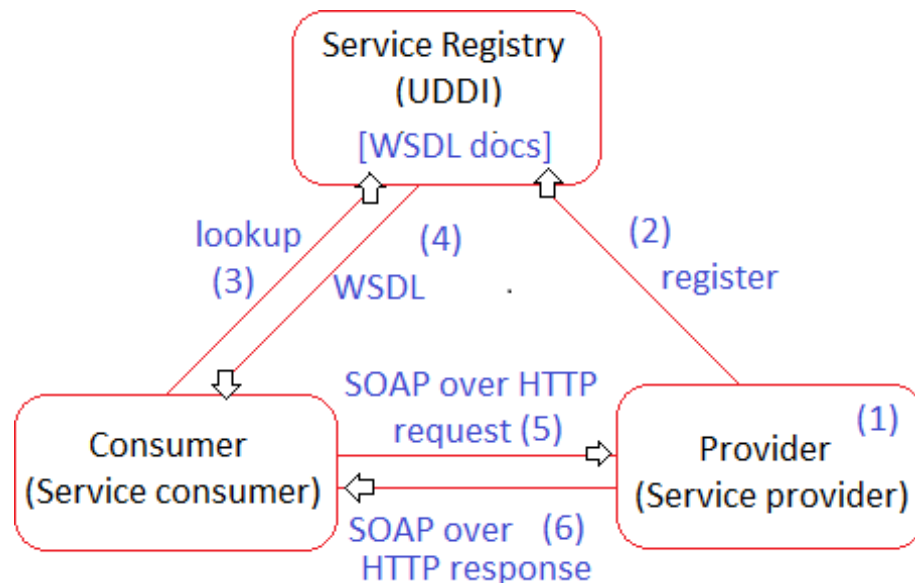 Service Registry
(UDDI)
[WSDL docs]
lookup
(3)
(4)
WSDL
(2)
register
SOAP over HTTP
request (5)
Consumer
(Service consumer)
(1)
Provider
(Service provider)
SOAP over (6)
HTTP response